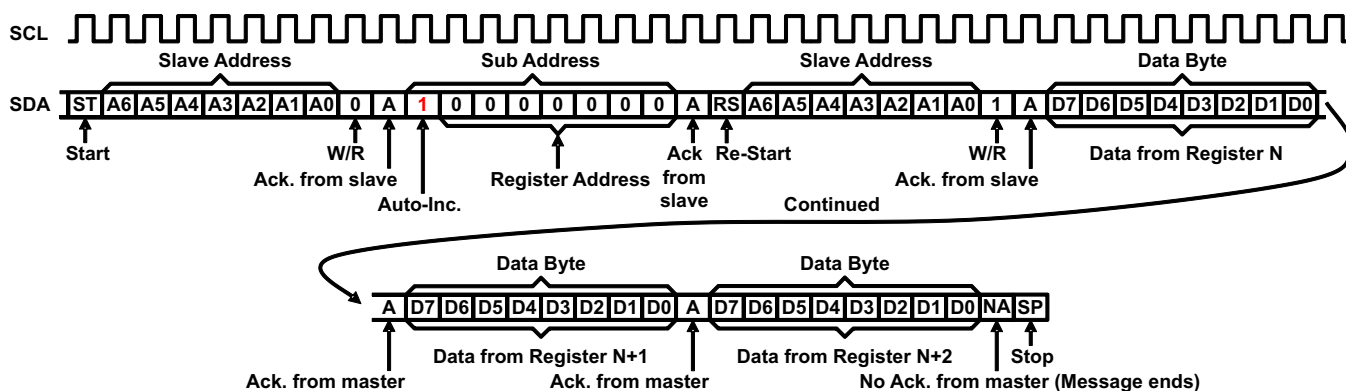 SCL
Slave Address Sub Address Slave Address Data Byte
SDA ST A6 A5 A4 A3 A2 A1 A0 0 A 1 0 0 0 0 0 0 0 A RS A6 A5 A4 A3 A2 A1 A0 1 A D7 D6 D5 D4 D3 D2 D1 D0
Start W/R Ack Re-Start W/R Data from Register N
Ack. from slave Register Address from Ack. from slave
Auto-Inc. slave Continued
Data Byte Data Byte
A D7 D6 D5 D4 D3 D2 D1 D0 A D7 D6 D5 D4 D3 D2 D1 D0 NA SP
Data from Register N+1 Data from Register N+2 Stop
Ack. from master Ack. from master No Ack. from master (Message ends)